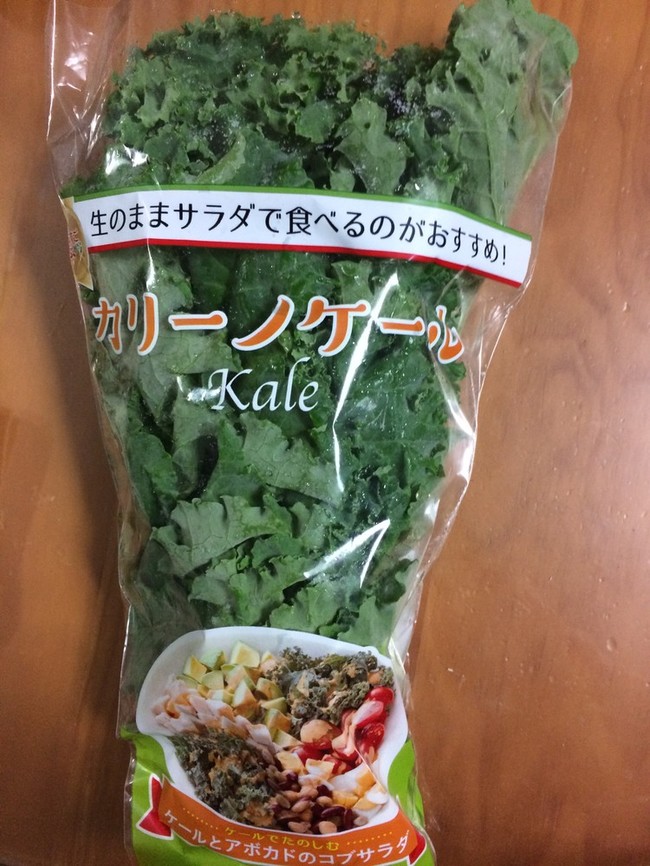 生のままサラダで食べるのがおすすめ!
カリーノケール
Kale
ケールでたのしむ
ケールとアボカドのコブサラダ